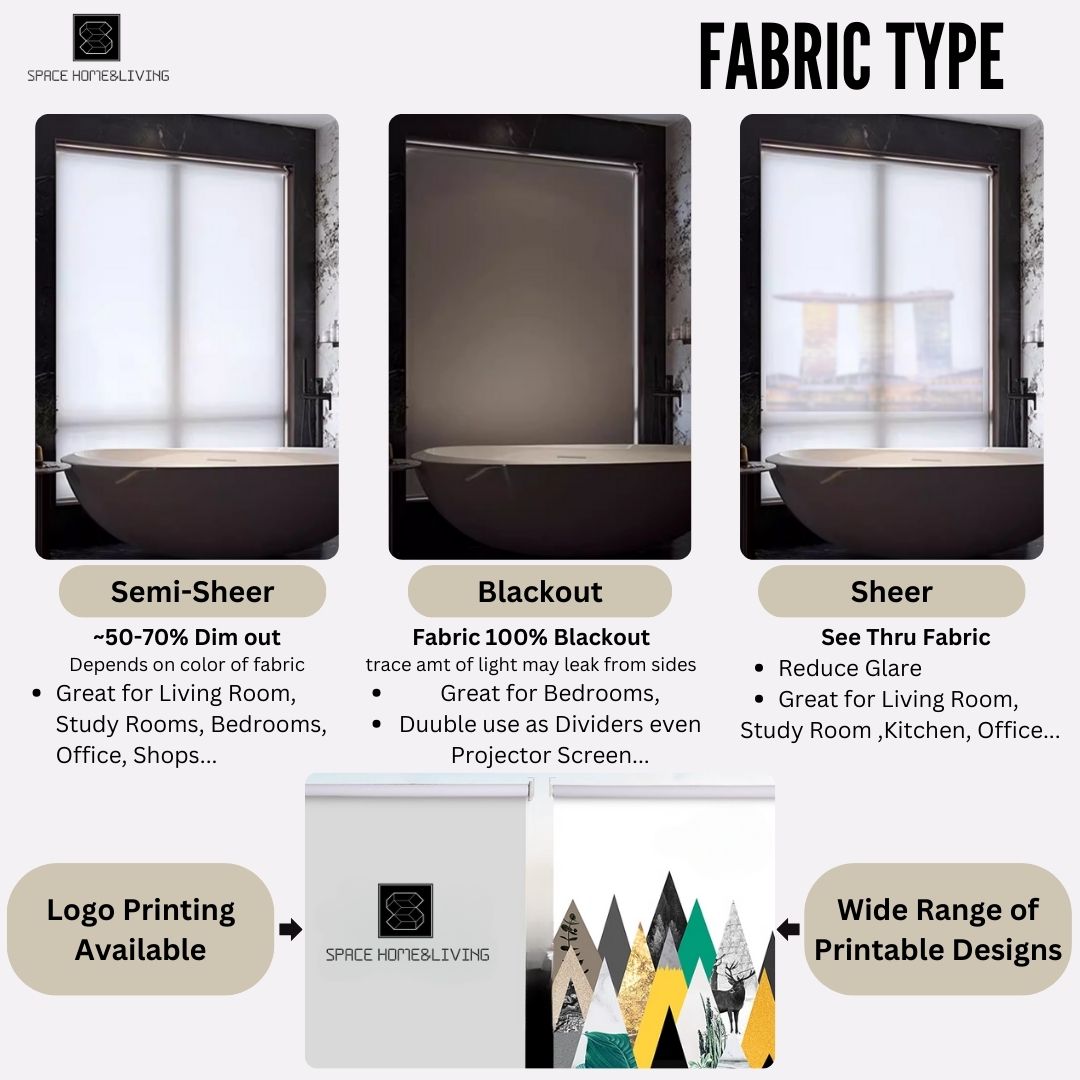 SPACE HOME&LIVING
FABRIC TYPE
Semi-Sheer
~50-70% Dim out
Depends on color of fabric
• Great for Living Room,
Study Rooms, Bedrooms,
Office, Shops...
Blackout
Fabric 100% Blackout
trace amt of light may leak from sides
• Great for Bedrooms,
• Duuble use as Dividers even
Projector Screen...
Sheer
See Thru Fabric
• Reduce Glare
• Great for Living Room,
Study Room ,Kitchen, Office...
Logo Printing
Available
SPACE HOME&LIVING
Wide Range of
Printable Designs